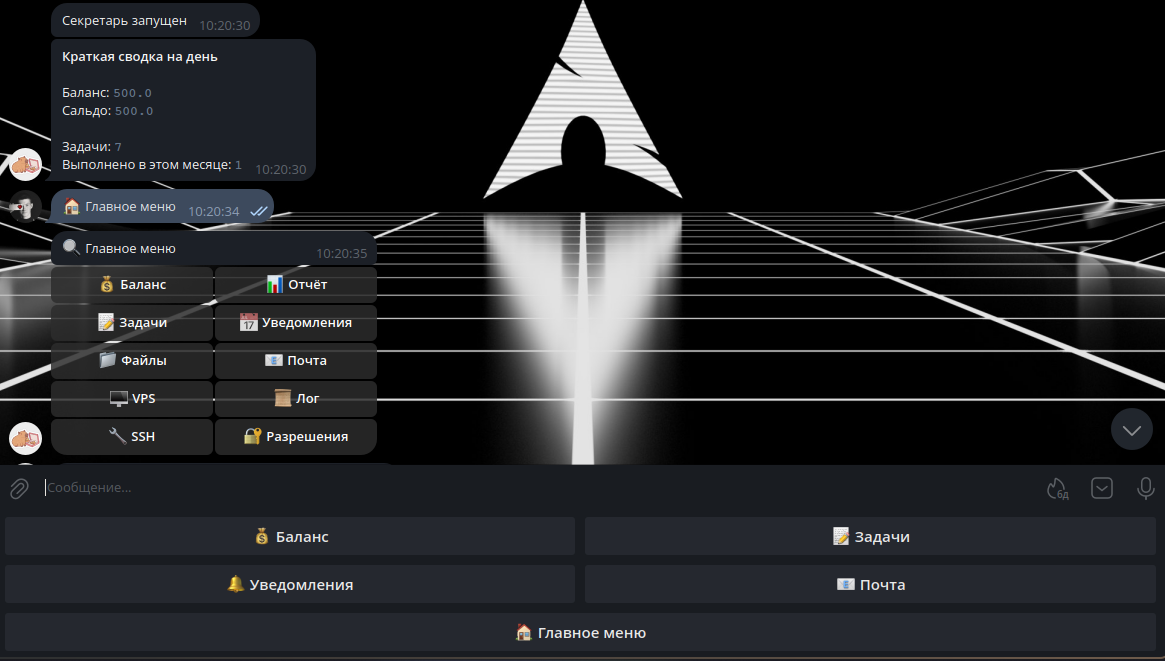 Секретарь запущен 10:20:30
Краткая сводка на день
Баланс: 500.0
Сальдо: 500.0
Задачи: 7
Выполнено в этом месяце: 1 10:20:30
Главное меню 10:20:34
Главное меню 10:20:35
Баланс Отчёт
Задачи 17 Уведомления
Файлы Почта
VPS Лог
SSH Разрешения
Сообщение... 6д
Баланс Задачи
Уведомления Почта
Главное меню